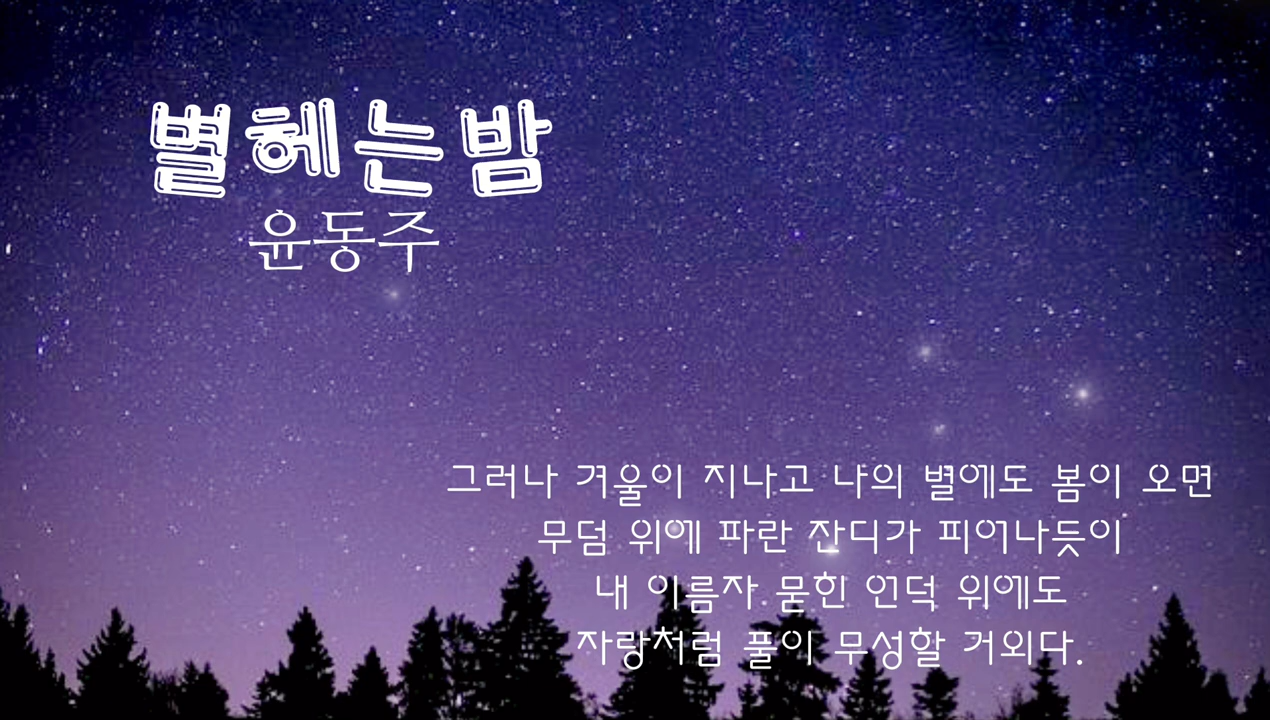 별헤는밤
윤동주
그러나 겨울이 지나고 나의 별에도 봄이 오면
무덤 위에 파란 잔디가 피어나듯이
내 이름자 묻힌 언덕 위에도
자랑처럼 풀이 무성할 거외다.